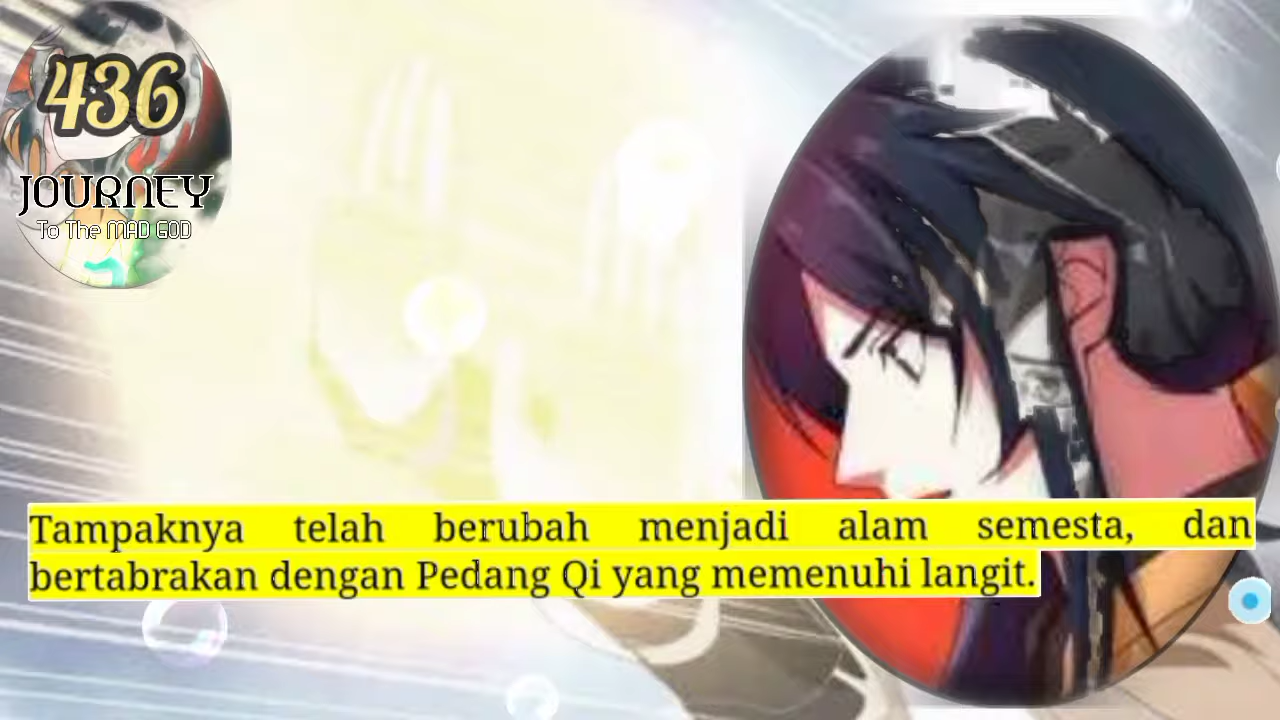 436
JOURNEY
To The MAD GOD
Tampaknya telah berubah menjadi alam semesta, dan
bertabrakan dengan Pedang Qi yang memenuhi langit.